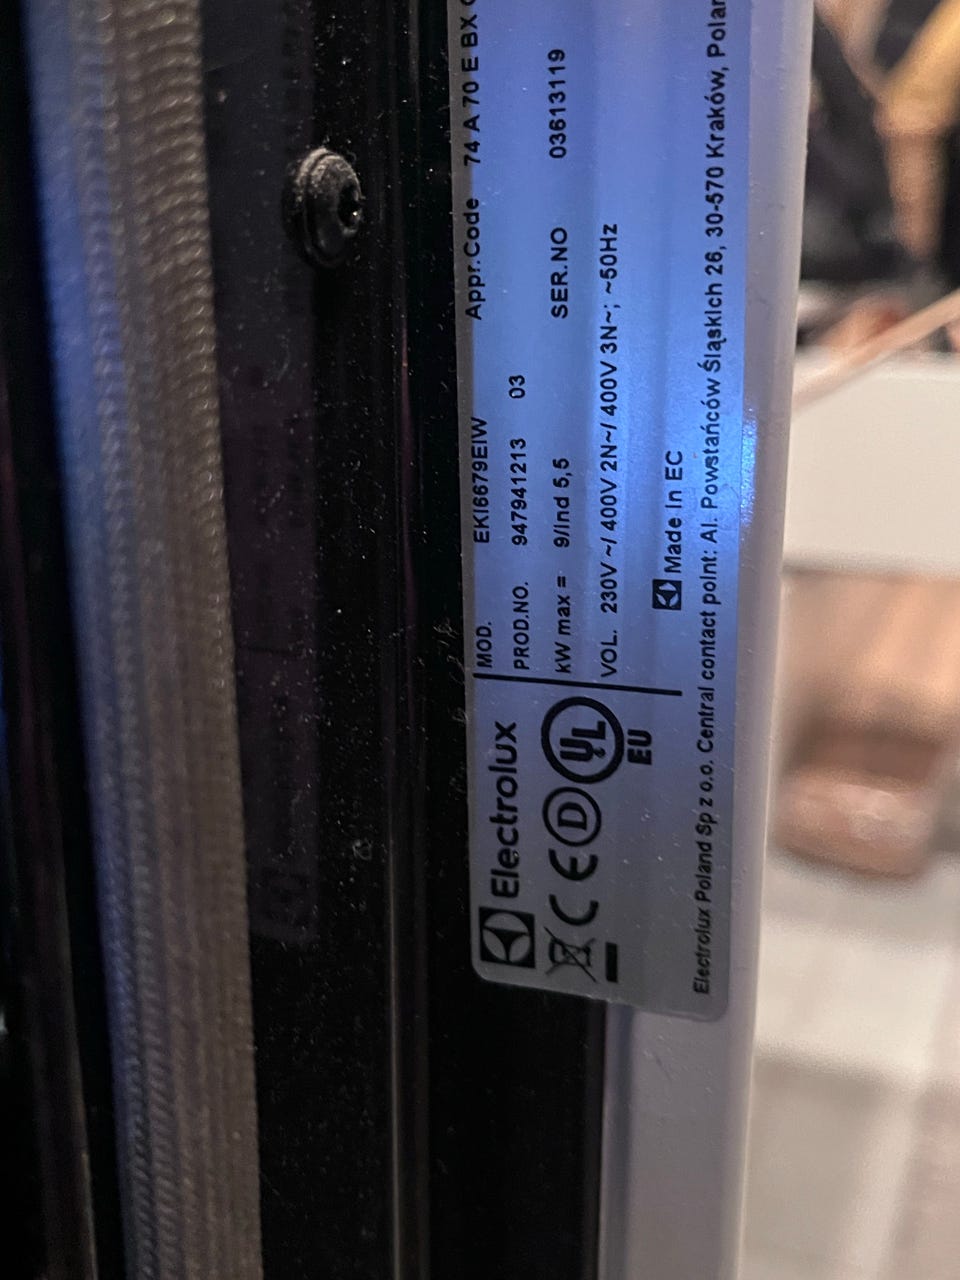 Electrolux
EU
MOD. EKI6679EIW Appr.Code 74 A 70 E BX
PROD.NO. 947941213 03
kW max = 9/Ind 5,5 SER.NO 03613119
VOL. 230V ~/ 400V 2N~/ 400V 3N~; ~50Hz
Made in EC
Electrolux Poland Sp z o.o. Central contact point: Al. Powstańców Śląskich 26, 30-570 Kraków, Polan